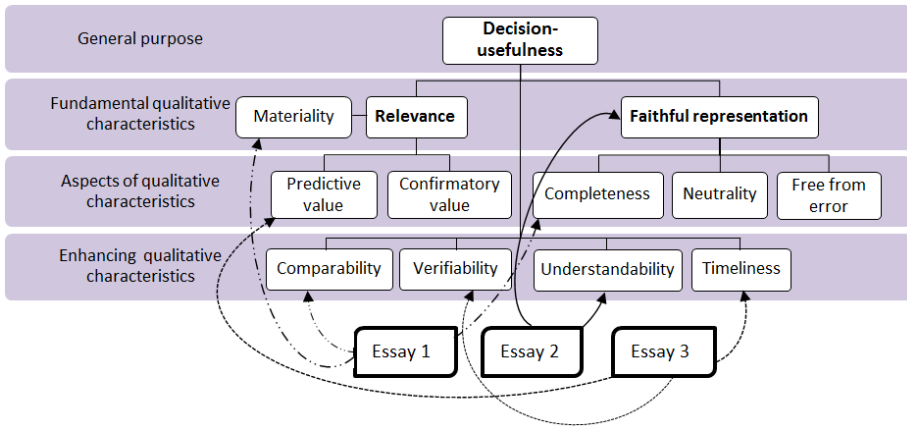 General purpose
Decision-
usefulness
Fundamental qualitative
characteristics
Materiality
Relevance
Faithful representation
Aspects of qualitative
characteristics
Predictive
value
Confirmatory
value
Completeness
Neutrality
Free from
error
Enhancing qualitative
characteristics
Comparability
Verifiability
Understandability
Timeliness
Essay 1
Essay 2
Essay 3